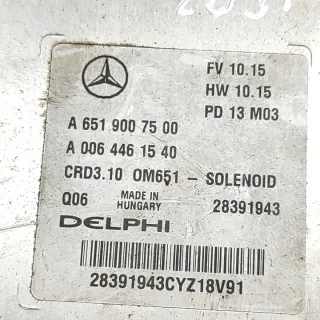 FV 10.15
HW 10.15
PD 13 M03
A 651 900 75 00
A 006 446 15 40
CRD3.10 OM651 - SOLENOID
Q06 MADE IN HUNGARY 28391943
DELPHI
28391943CYZ18V91